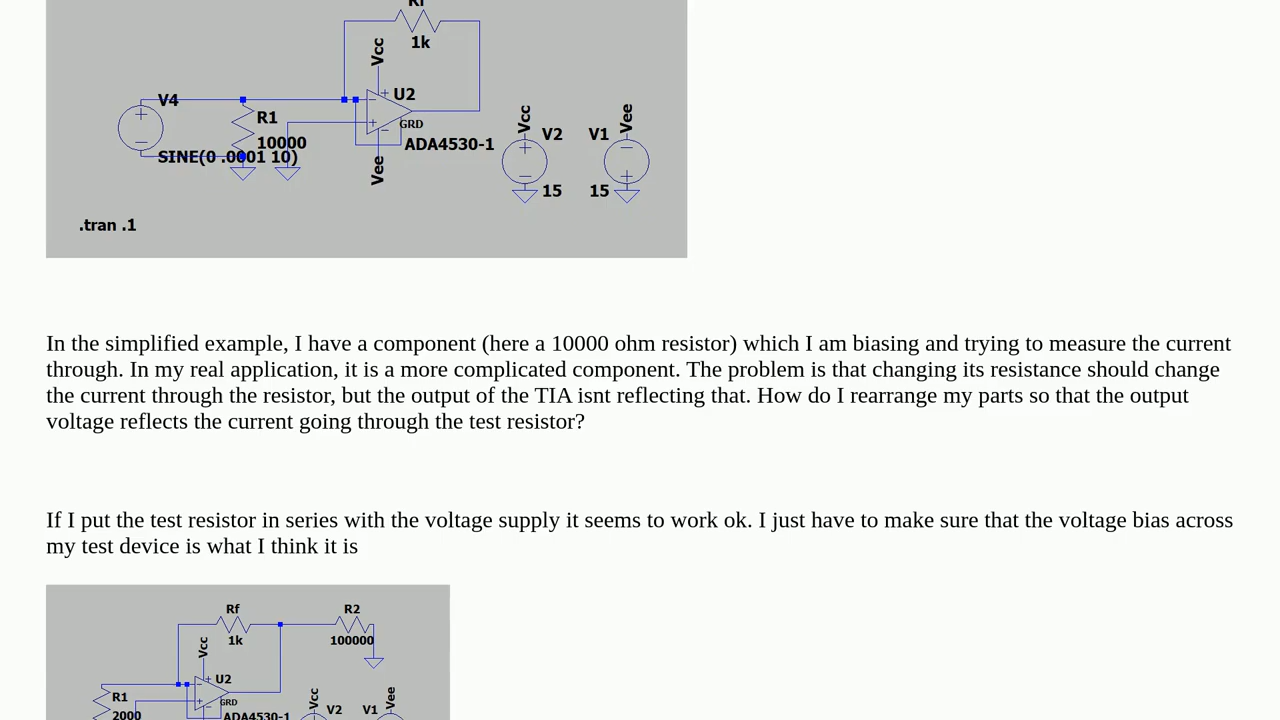 Rf
1k
Vcc
U2
V4
R1
10000
SINE(0 .0001 10)
GRD
ADA4530-1
Vee
Vcc
V2
15
V1
Vee
15
.tran .1
In the simplified example, I have a component (here a 10000 ohm resistor) which I am biasing and trying to measure the current
through. In my real application, it is a more complicated component. The problem is that changing its resistance should change
the current through the resistor, but the output of the TIA isnt reflecting that. How do I rearrange my parts so that the output
voltage reflects the current going through the test resistor?
If I put the test resistor in series with the voltage supply it seems to work ok. I just have to make sure that the voltage bias across
my test device is what I think it is
Rf
1k
R2
100000
Vcc
U2
R1
2000
GRD
ADA4530-1
Vcc
V2
V1
Vee